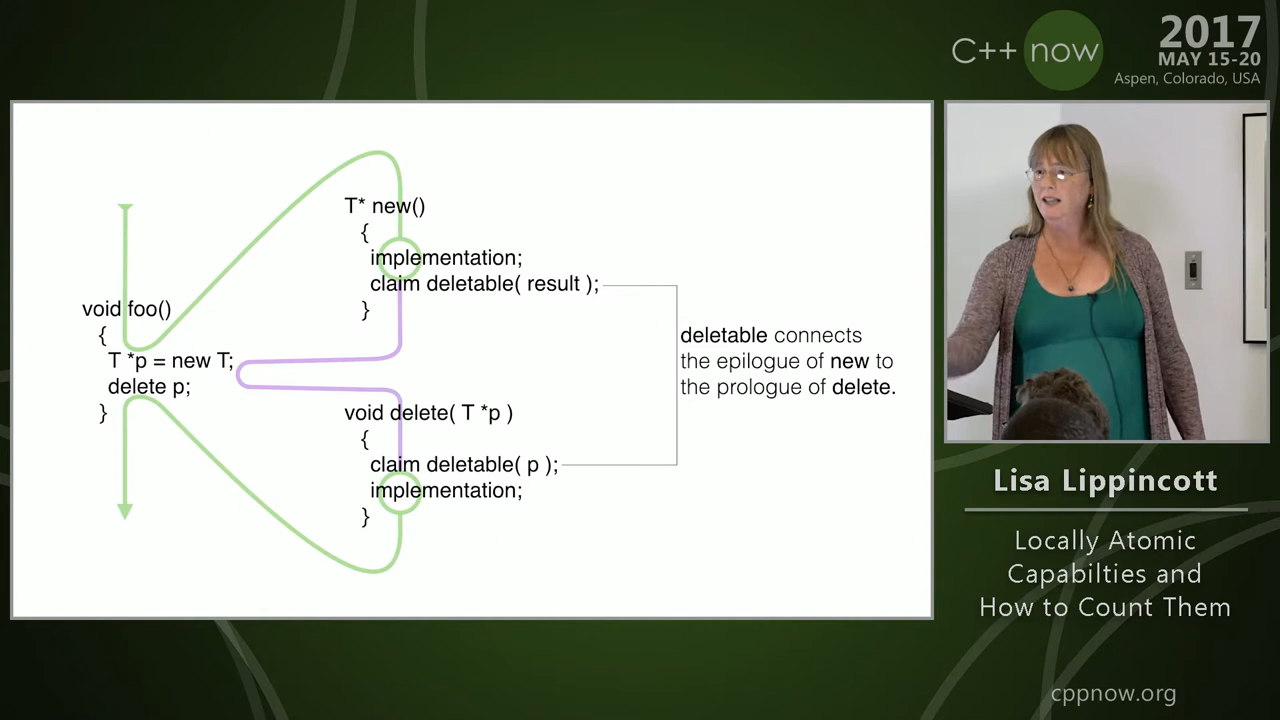 C++ now
2017
MAY 15-20
Aspen, Colorado, USA
T* new()
{
implementation;
claim deletable( result );
}
void foo()
{
T *p = new T;
delete p;
}
deletable connects
the epilogue of new to
the prologue of delete.
void delete( T *p )
{
claim deletable( p );
implementation;
}
Lisa Lippincott
Locally Atomic
Capabilties and
How to Count Them
cppnow.org